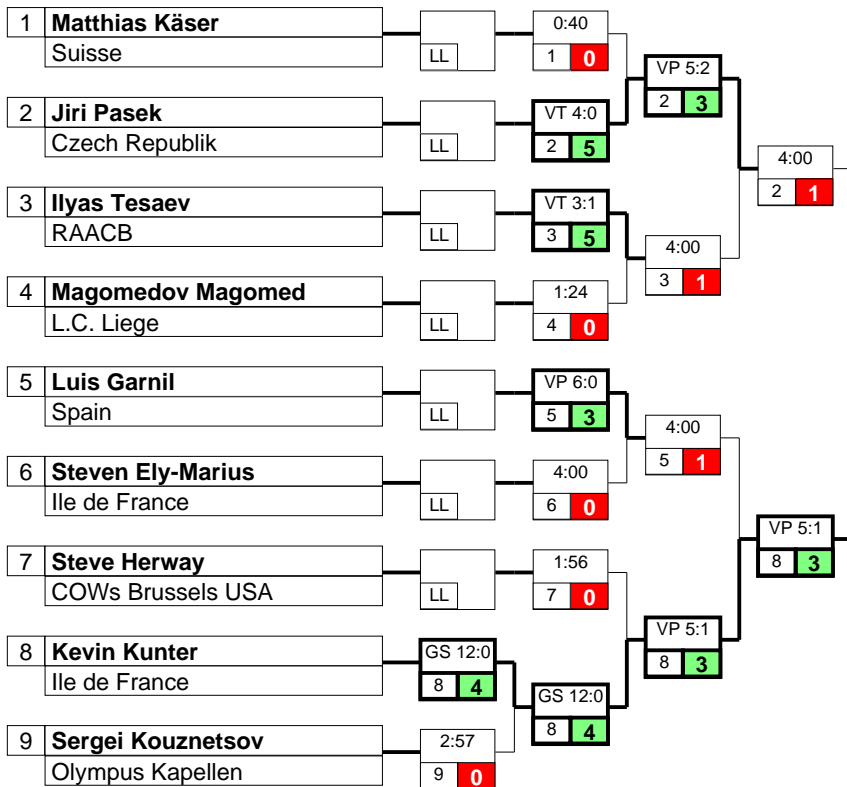 1 Matthias Käser
Suisse
LL
0:40
1 0
VP 5:2
2 3
2 Jiri Pasek
Czech Republik
LL
VT 4:0
2 5
4:00
2 1
3 Ilyas Tesaev
RAACB
LL
VT 3:1
3 5
4:00
3 1
4 Magomedov Magomed
L.C. Liege
LL
1:24
4 0
5 Luis Garnil
Spain
LL
VP 6:0
5 3
4:00
5 1
6 Steven Ely-Marius
Ile de France
LL
4:00
6 0
VP 5:1
8 3
7 Steve Herway
COWs Brussels USA
LL
1:56
7 0
VP 5:1
8 3
8 Kevin Kunter
Ile de France
GS 12:0
8 4
GS 12:0
8 4
9 Sergei Kouznetsov
Olympus Kapellen
2:57
9 0